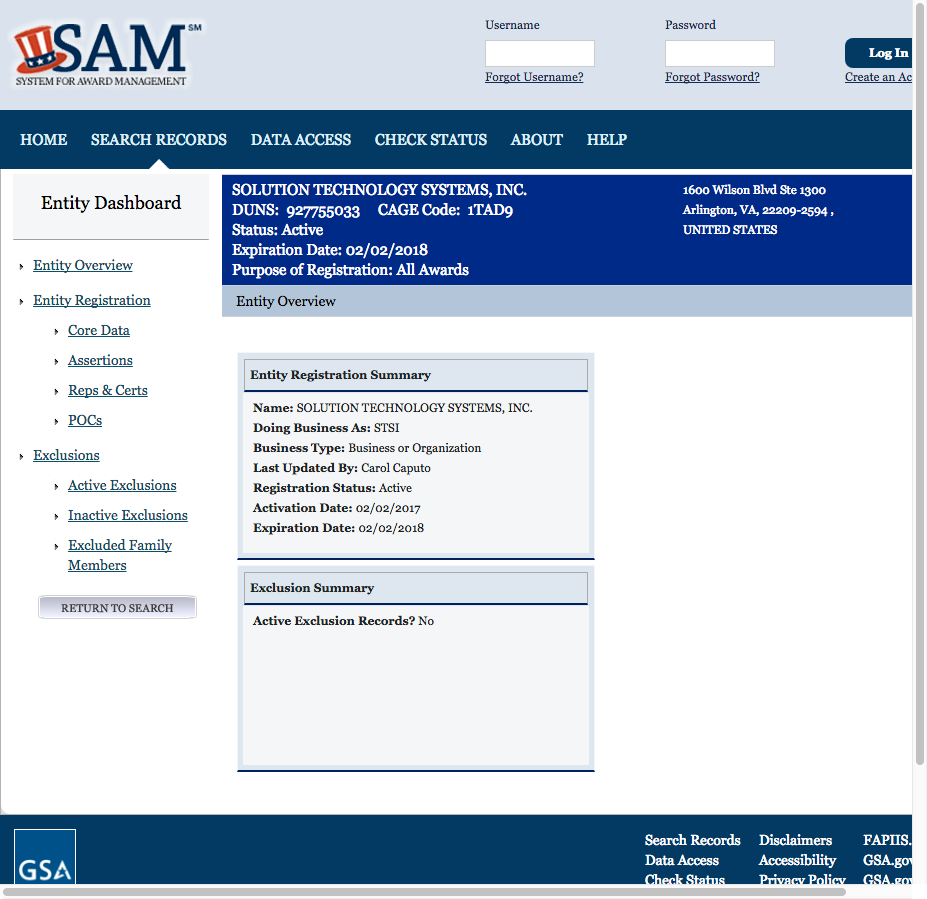 SAM SM
SYSTEM FOR AWARD MANAGEMENT
Username
Password
Log In
Forgot Username?
Forgot Password?
Create an Ac
HOME SEARCH RECORDS DATA ACCESS CHECK STATUS ABOUT HELP
Entity Dashboard
Entity Overview
Entity Registration
Core Data
Assertions
Reps & Certs
POCs
Exclusions
Active Exclusions
Inactive Exclusions
Excluded Family
Members
RETURN TO SEARCH
SOLUTION TECHNOLOGY SYSTEMS, INC.
DUNS: 927755033 CAGE Code: 1TAD9
Status: Active
Expiration Date: 02/02/2018
Purpose of Registration: All Awards
1600 Wilson Blvd Ste 1300
Arlington, VA, 22209-2594 ,
UNITED STATES
Entity Overview
Entity Registration Summary
Name: SOLUTION TECHNOLOGY SYSTEMS, INC.
Doing Business As: STSI
Business Type: Business or Organization
Last Updated By: Carol Caputo
Registration Status: Active
Activation Date: 02/02/2017
Expiration Date: 02/02/2018
Exclusion Summary
Active Exclusion Records? No
GSA
Search Records
Data Access
Check Status
Disclaimers
Accessibility
Privacy Policy
FAPIIS.
GSA.gov
GSA.gov